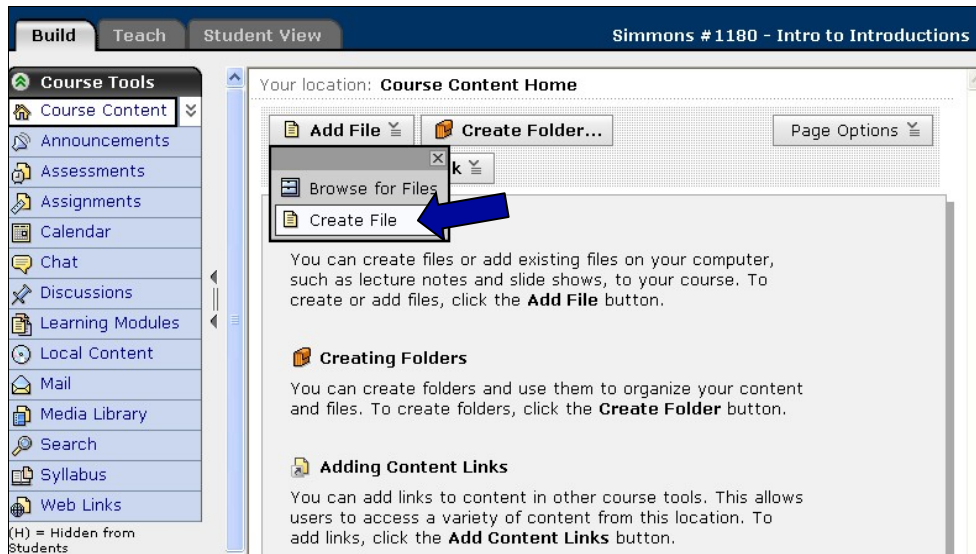 Build Teach Student View Simmons #1180 - Intro to Introductions
Course Tools
Course Content
Announcements
Assessments
Assignments
Calendar
Chat
Discussions
Learning Modules
Local Content
Mail
Media Library
Search
Syllabus
Web Links
(H) = Hidden from
Students
Your location: Course Content Home
Add File Create Folder... Page Options
k
Browse for Files
Create File
You can create files or add existing files on your computer,
such as lecture notes and slide shows, to your course. To
create or add files, click the Add File button.
Creating Folders
You can create folders and use them to organize your content
and files. To create folders, click the Create Folder button.
Adding Content Links
You can add links to content in other course tools. This allows
users to access a variety of content from this location. To
add links, click the Add Content Links button.